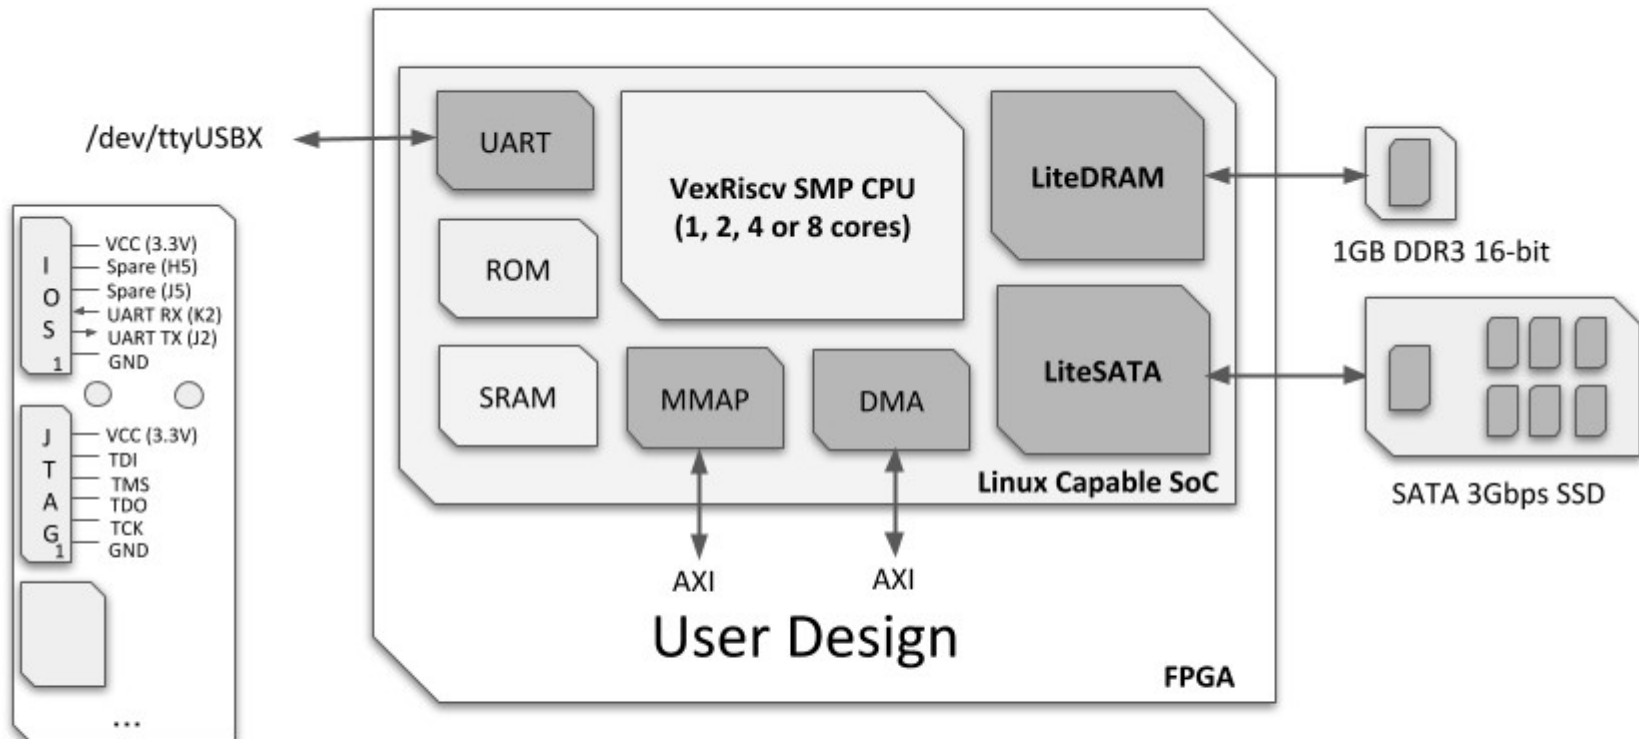 /dev/ttyUSBX
UART
VexRiscv SMP CPU
(1, 2, 4 or 8 cores)
LiteDRAM
1GB DDR3 16-bit
ROM
SRAM
MMAP
DMA
LiteSATA
SATA 3Gbps SSD
Linux Capable SoC
AXI
AXI
User Design
FPGA
I
O
S
1
VCC (3.3V)
Spare (H5)
Spare (J5)
UART RX (K2)
UART TX (J2)
GND
J
T
A
G
1
VCC (3.3V)
TDI
TMS
TDO
TCK
GND
...